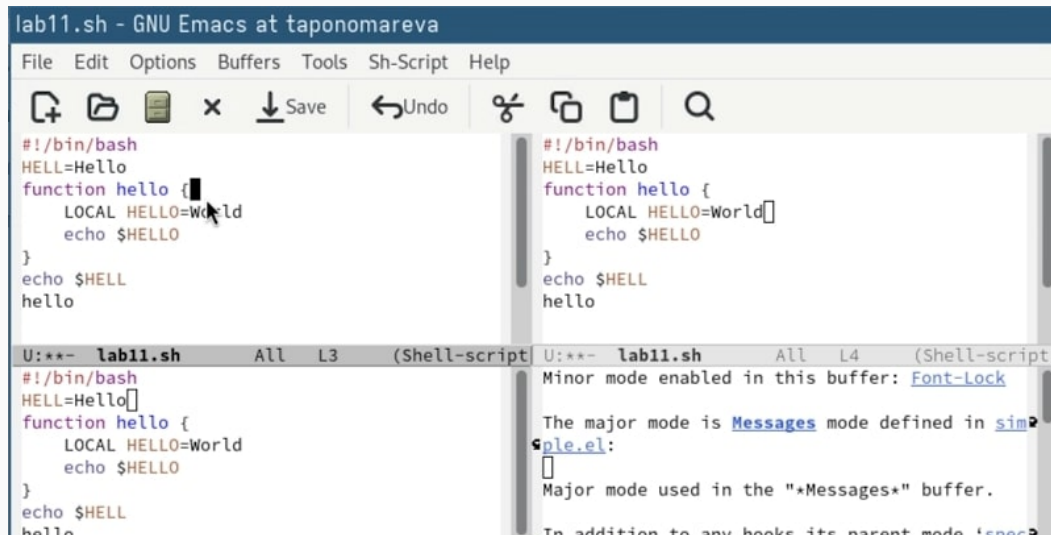 lab11.sh - GNU Emacs at taponomareva
File Edit Options Buffers Tools Sh-Script Help
Save Undo
#!/bin/bash
HELL=Hello
function hello {
LOCAL HELLO=World
echo $HELLO
}
echo $HELL
hello
U:**- lab11.sh All L3 (Shell-script
#!/bin/bash
HELL=Hello
function hello {
LOCAL HELLO=World
echo $HELLO
}
echo $HELL
hello
U:**- lab11.sh All L4 (Shell-script
#!/bin/bash
HELL=Hello
function hello {
LOCAL HELLO=World
echo $HELLO
}
echo $HELL
hello
Minor mode enabled in this buffer: Font-Lock
The major mode is Messages mode defined in sim
ple.el:
Major mode used in the "*Messages*" buffer.
In addition to any hooks its parent mode ‘spec